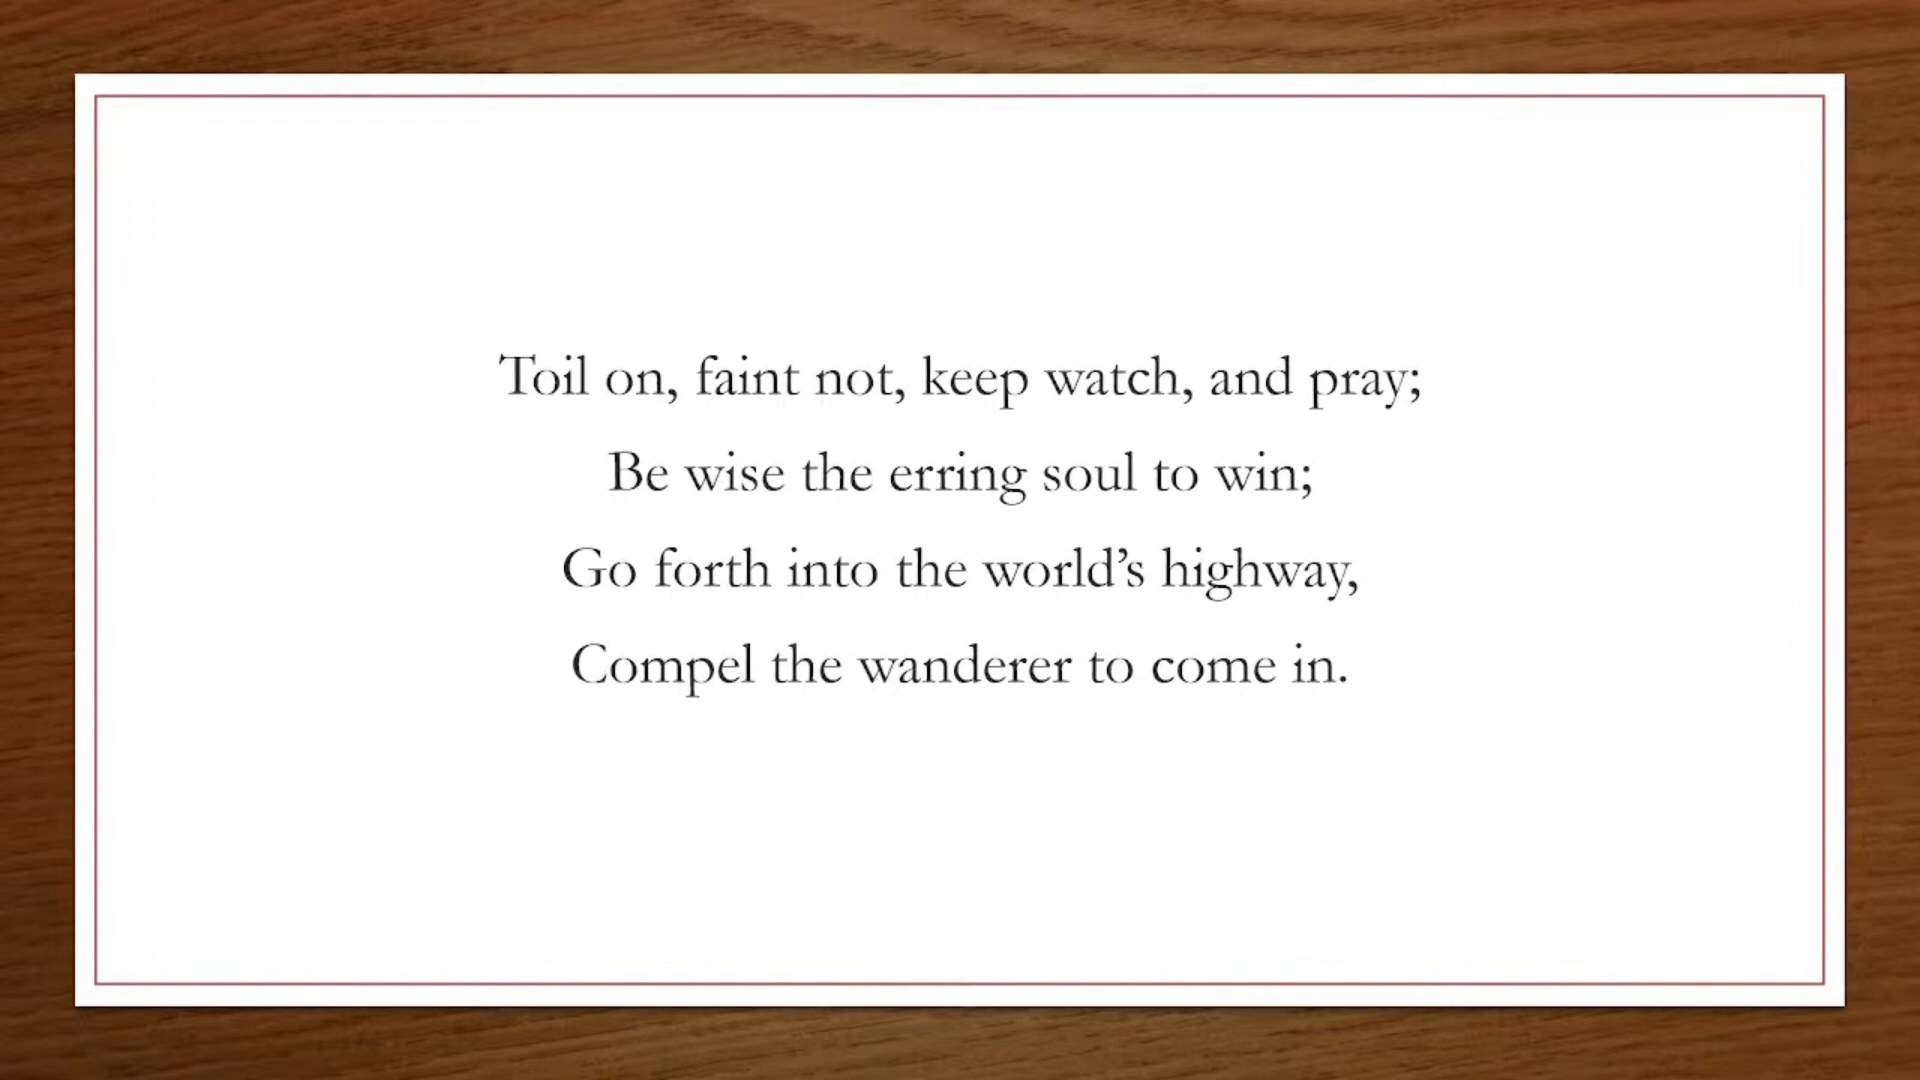 Toil on, faint not, keep watch, and pray;
Be wise the erring soul to win;
Go forth into the world’s highway,
Compel the wanderer to come in.